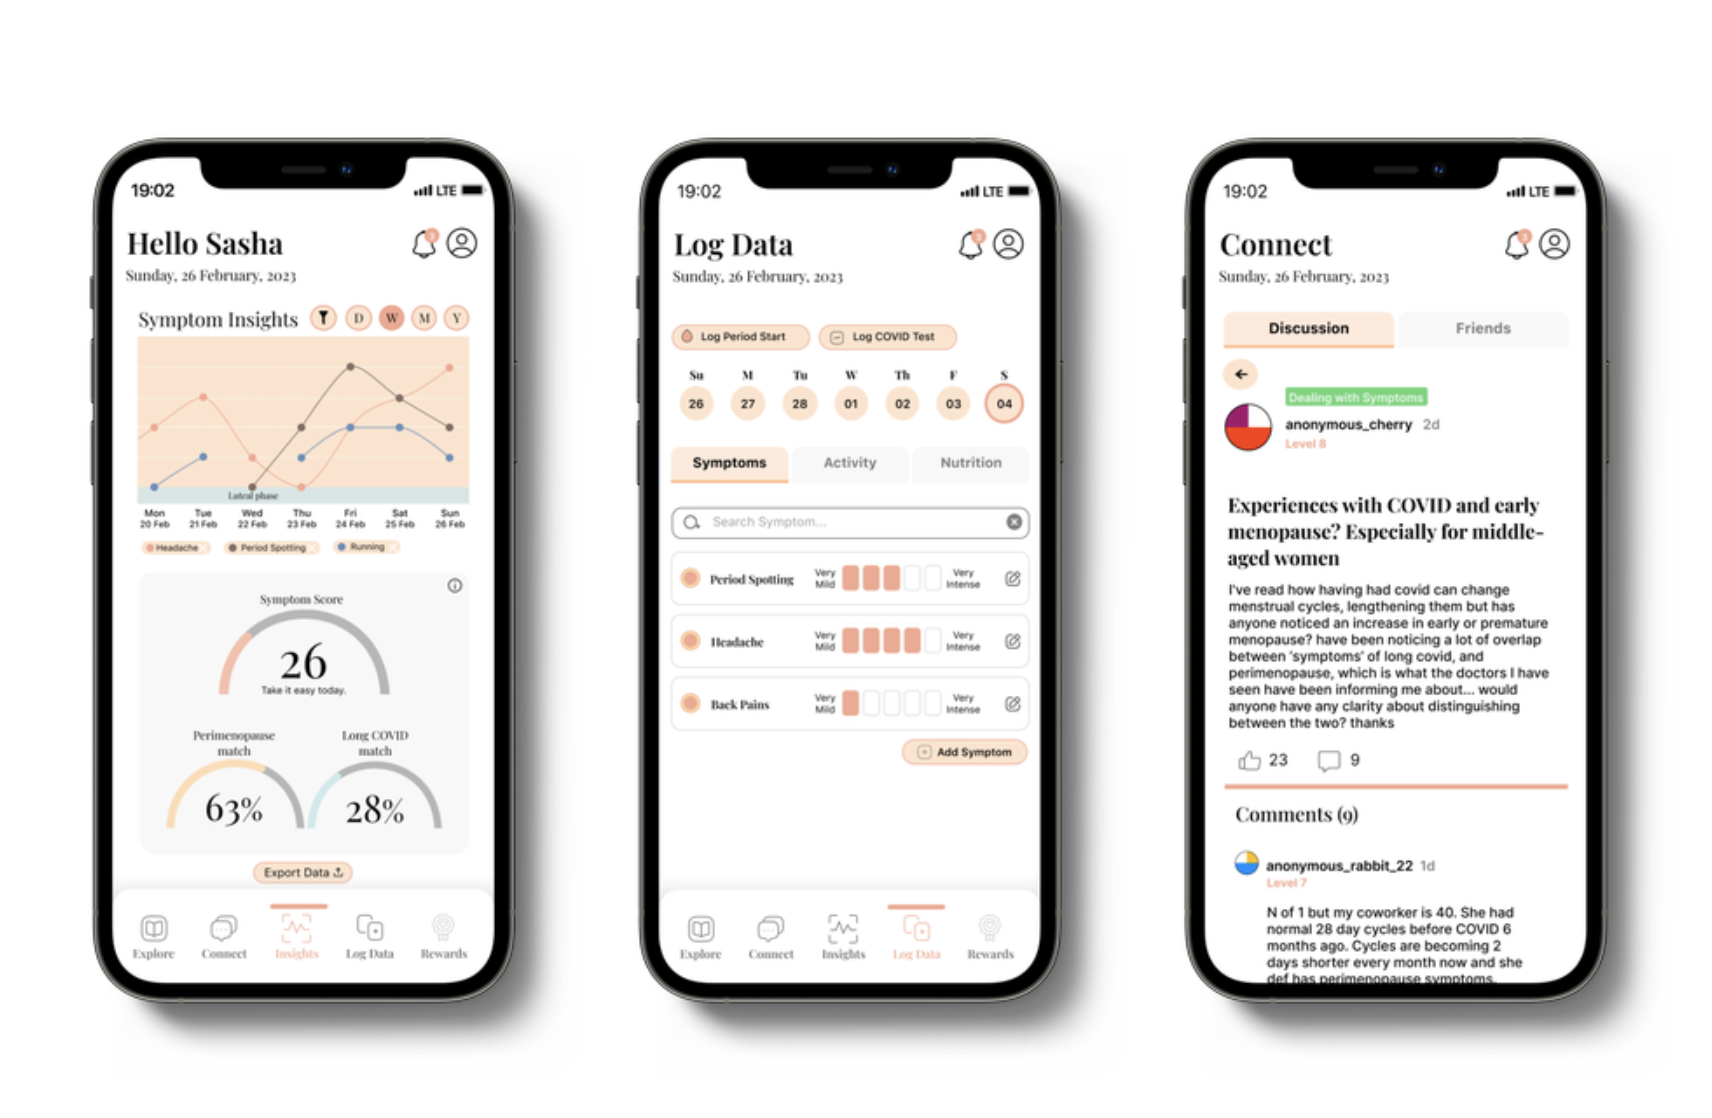 19:02
LTE
Hello Sasha
Sunday, 26 February, 2023
Symptom Insights
D
W
M
Y
Luteal phase
Mon
20 Feb
Tue
21 Feb
Wed
22 Feb
Thu
23 Feb
Fri
24 Feb
Sat
25 Feb
Sun
26 Feb
Headache
Period Spotting
Running
Symptom Score
26
Take it easy today.
Perimenopause
match
63%
Long COVID
match
28%
Export Data
Explore
Connect
Insights
Log Data
Rewards
19:02
LTE
Log Data
Sunday, 26 February, 2023
Log Period Start
Log COVID Test
Su
M
Tu
W
Th
F
S
26
27
28
01
02
03
04
Symptoms
Activity
Nutrition
Search Symptom...
Period Spotting
Very
Mild
Very
Intense
Headache
Very
Mild
Very
Intense
Back Pains
Very
Mild
Very
Intense
Add Symptom
Explore
Connect
Insights
Log Data
Rewards
19:02
LTE
Connect
Sunday, 26 February, 2023
Discussion
Friends
Dealing with Symptoms
anonymous_cherry 2d
Level 8
Experiences with COVID and early
menopause? Especially for middle-
aged women
I've read how having had covid can change
menstrual cycles, lengthening them but has
anyone noticed an increase in early or premature
menopause? have been noticing a lot of overlap
between 'symptoms' of long covid, and
perimenopause, which is what the doctors I have
seen have been informing me about... would
anyone have any clarity about distinguishing
between the two? thanks
23
9
Comments (9)
anonymous_rabbit_22 1d
Level 7
N of 1 but my coworker is 40. She had
normal 28 day cycles before COVID 6
months ago. Cycles are becoming 2
days shorter every month now and she
def has perimenopause symptoms.